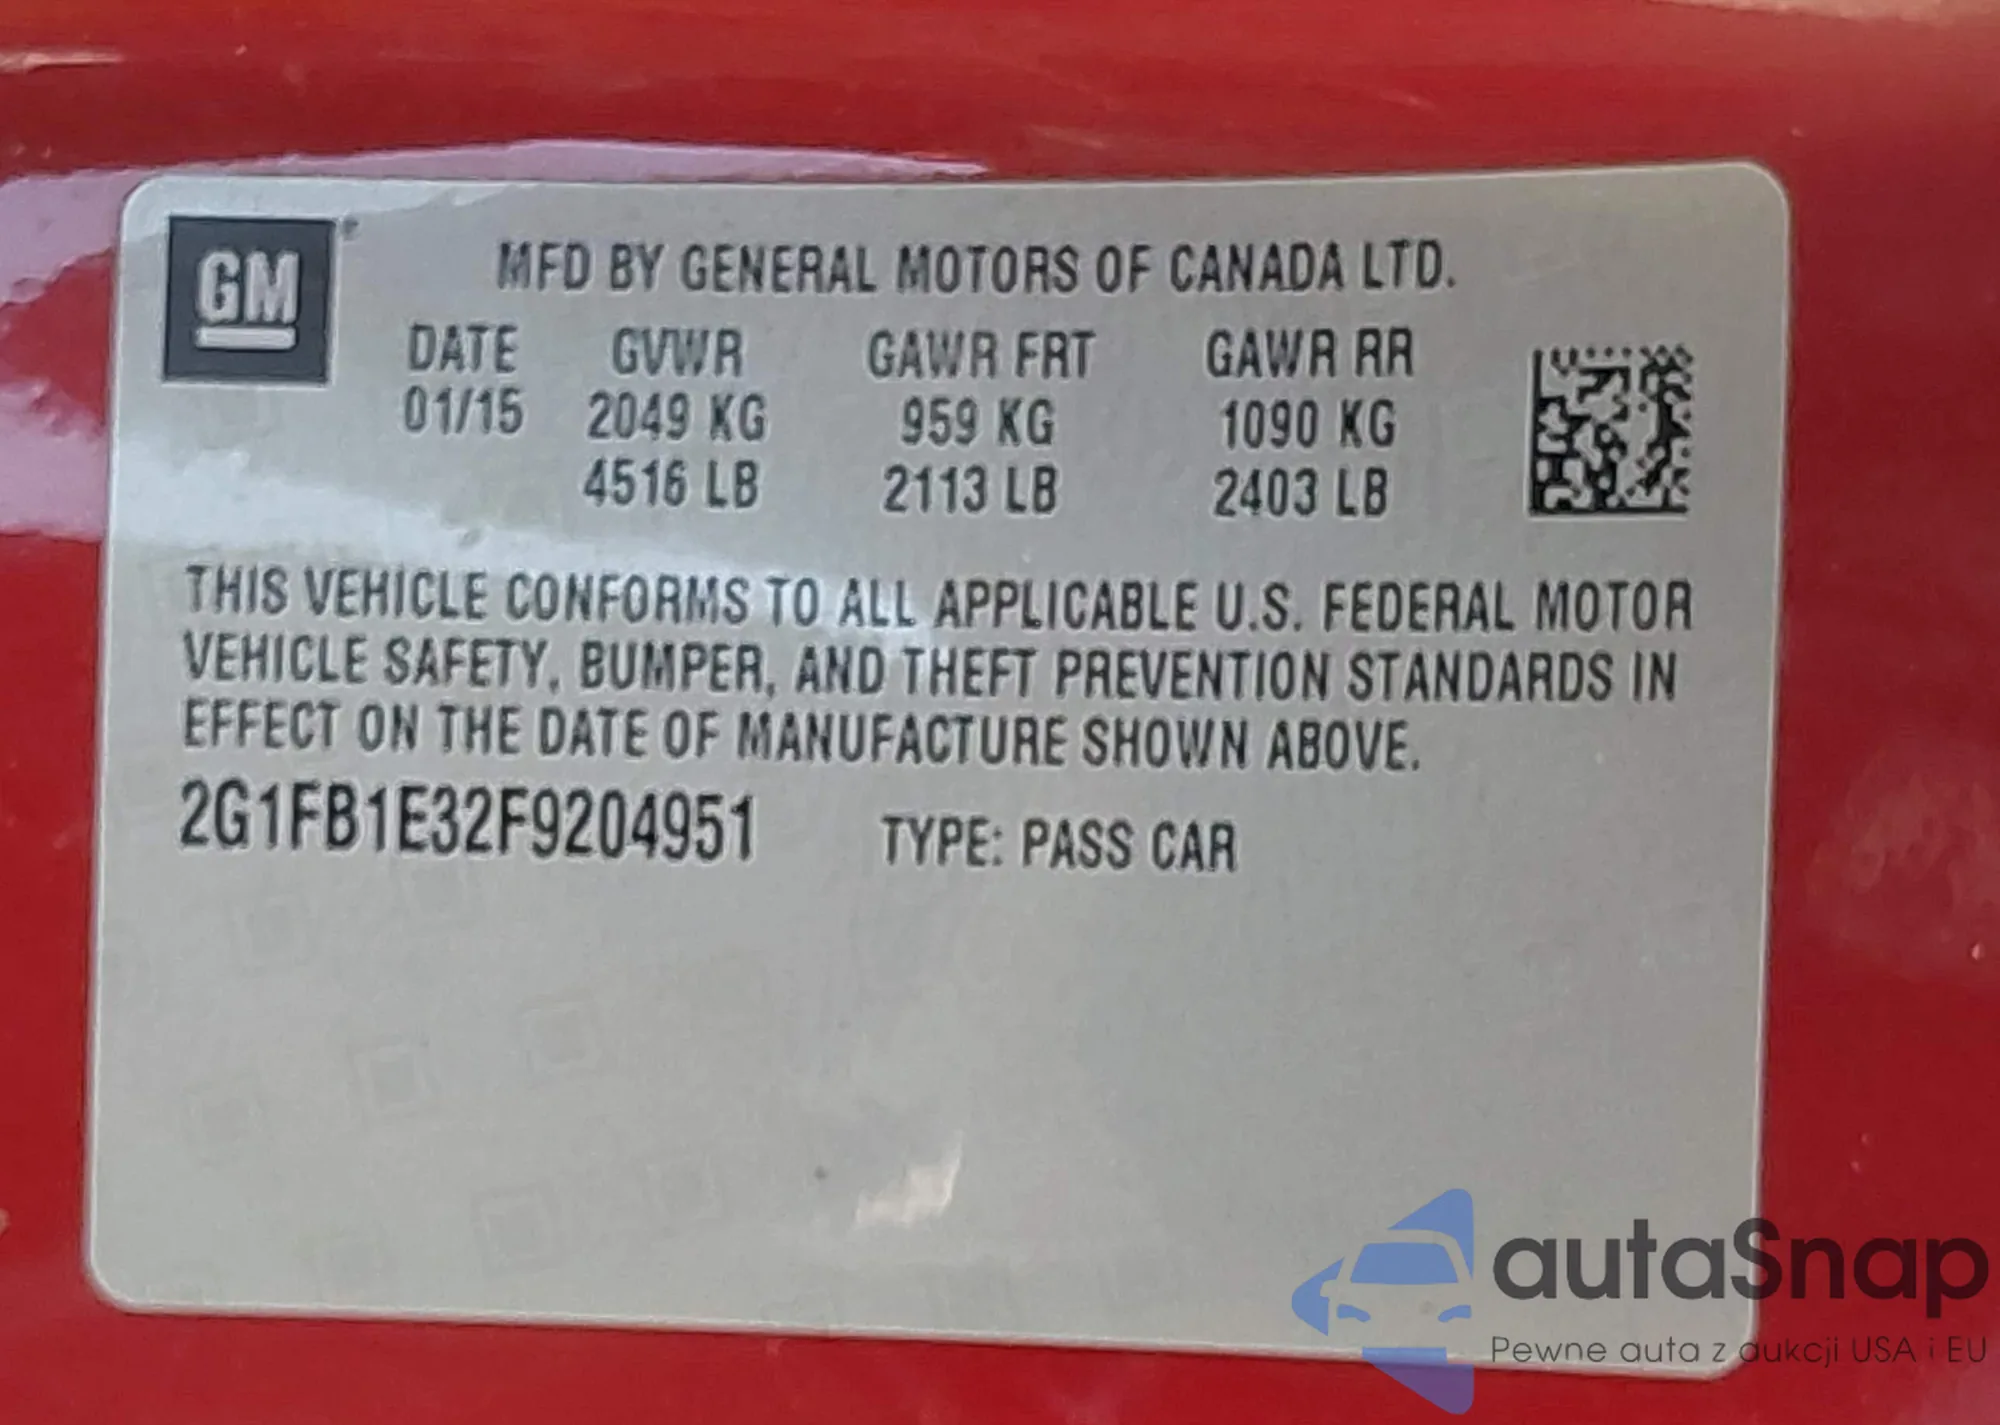 GM
MFD BY GENERAL MOTORS OF CANADA LTD.
DATE GVWR GAWR FRT GAWR RR
01/15 2049 KG 959 KG 1090 KG
4516 LB 2113 LB 2403 LB
THIS VEHICLE CONFORMS TO ALL APPLICABLE U.S. FEDERAL MOTOR
VEHICLE SAFETY, BUMPER, AND THEFT PREVENTION STANDARDS IN
EFFECT ON THE DATE OF MANUFACTURE SHOWN ABOVE.
2G1FB1E32F9204951 TYPE: PASS CAR
autaSnap
Pewne auta z aukcji USA i EU